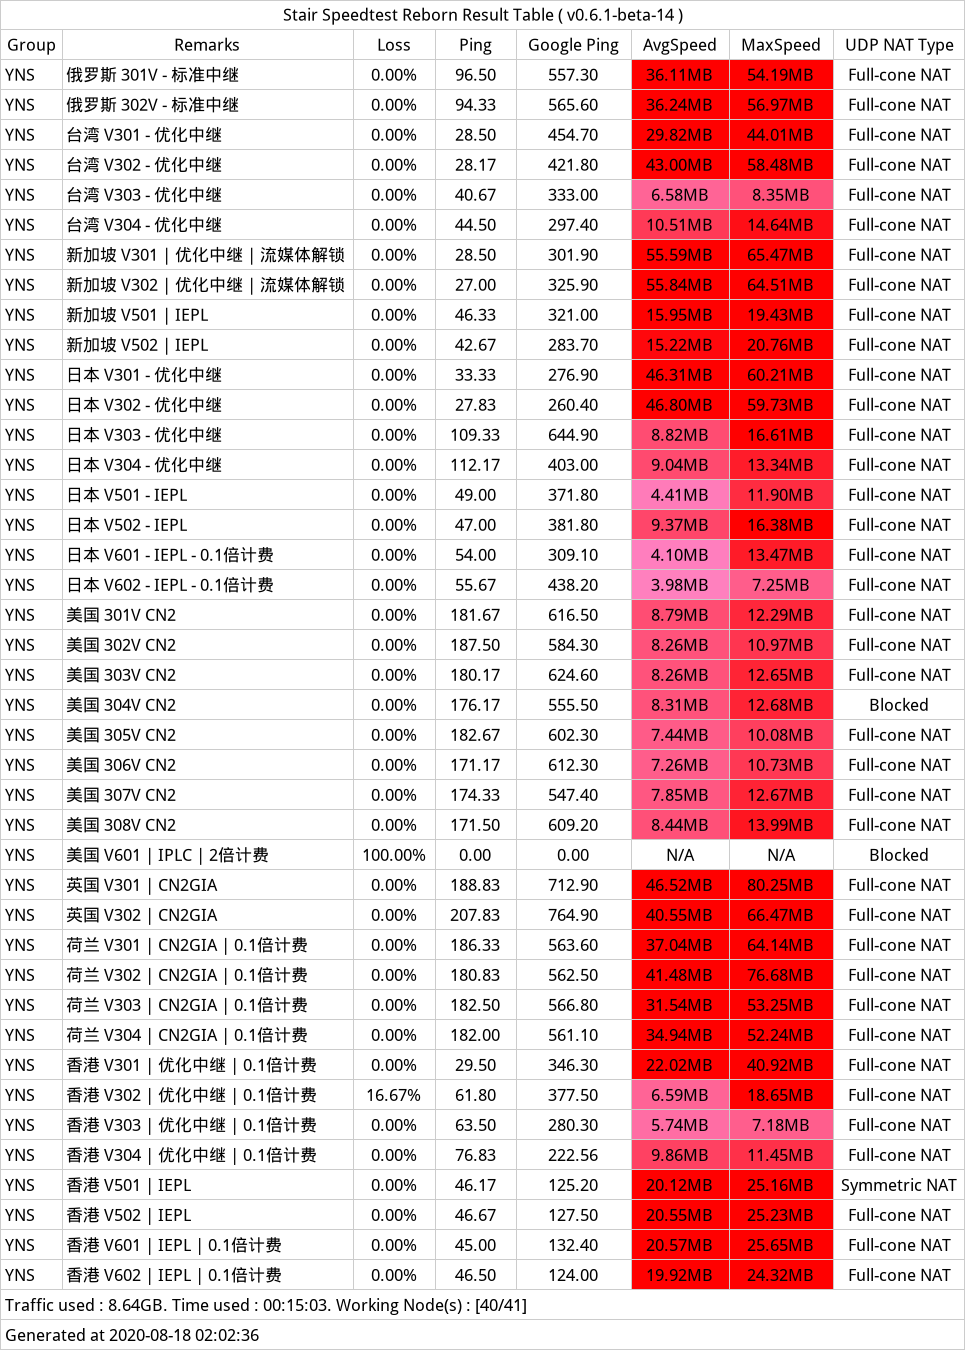 Stair Speedtest Reborn Result Table ( v0.6.1-beta-14 )
Group Remarks Loss Ping Google Ping AvgSpeed MaxSpeed UDP NAT Type
YNS 俄罗斯 301V - 标准中继 0.00% 96.50 557.30 36.11MB 54.19MB Full-cone NAT
YNS 俄罗斯 302V - 标准中继 0.00% 94.33 565.60 36.24MB 56.97MB Full-cone NAT
YNS 台湾 V301 - 优化中继 0.00% 28.50 454.70 29.82MB 44.01MB Full-cone NAT
YNS 台湾 V302 - 优化中继 0.00% 28.17 421.80 43.00MB 58.48MB Full-cone NAT
YNS 台湾 V303 - 优化中继 0.00% 40.67 333.00 6.58MB 8.35MB Full-cone NAT
YNS 台湾 V304 - 优化中继 0.00% 44.50 297.40 10.51MB 14.64MB Full-cone NAT
YNS 新加坡 V301 | 优化中继 | 流媒体解锁 0.00% 28.50 301.90 55.59MB 65.47MB Full-cone NAT
YNS 新加坡 V302 | 优化中继 | 流媒体解锁 0.00% 27.00 325.90 55.84MB 64.51MB Full-cone NAT
YNS 新加坡 V501 | IEPL 0.00% 46.33 321.00 15.95MB 19.43MB Full-cone NAT
YNS 新加坡 V502 | IEPL 0.00% 42.67 283.70 15.22MB 20.76MB Full-cone NAT
YNS 日本 V301 - 优化中继 0.00% 33.33 276.90 46.31MB 60.21MB Full-cone NAT
YNS 日本 V302 - 优化中继 0.00% 27.83 260.40 46.80MB 59.73MB Full-cone NAT
YNS 日本 V303 - 优化中继 0.00% 109.33 644.90 8.82MB 16.61MB Full-cone NAT
YNS 日本 V304 - 优化中继 0.00% 112.17 403.00 9.04MB 13.34MB Full-cone NAT
YNS 日本 V501 - IEPL 0.00% 49.00 371.80 4.41MB 11.90MB Full-cone NAT
YNS 日本 V502 - IEPL 0.00% 47.00 381.80 9.37MB 16.38MB Full-cone NAT
YNS 日本 V601 - IEPL - 0.1倍计费 0.00% 54.00 309.10 4.10MB 13.47MB Full-cone NAT
YNS 日本 V602 - IEPL - 0.1倍计费 0.00% 55.67 438.20 3.98MB 7.25MB Full-cone NAT
YNS 美国 301V CN2 0.00% 181.67 616.50 8.79MB 12.29MB Full-cone NAT
YNS 美国 302V CN2 0.00% 187.50 584.30 8.26MB 10.97MB Full-cone NAT
YNS 美国 303V CN2 0.00% 180.17 624.60 8.26MB 12.65MB Full-cone NAT
YNS 美国 304V CN2 0.00% 176.17 555.50 8.31MB 12.68MB Blocked
YNS 美国 305V CN2 0.00% 182.67 602.30 7.44MB 10.08MB Full-cone NAT
YNS 美国 306V CN2 0.00% 171.17 612.30 7.26MB 10.73MB Full-cone NAT
YNS 美国 307V CN2 0.00% 174.33 547.40 7.85MB 12.67MB Full-cone NAT
YNS 美国 308V CN2 0.00% 171.50 609.20 8.44MB 13.99MB Full-cone NAT
YNS 美国 V601 | IPLC | 2倍计费 100.00% 0.00 0.00 N/A N/A Blocked
YNS 英国 V301 | CN2GIA 0.00% 188.83 712.90 46.52MB 80.25MB Full-cone NAT
YNS 英国 V302 | CN2GIA 0.00% 207.83 764.90 40.55MB 66.47MB Full-cone NAT
YNS 荷兰 V301 | CN2GIA | 0.1倍计费 0.00% 186.33 563.60 37.04MB 64.14MB Full-cone NAT
YNS 荷兰 V302 | CN2GIA | 0.1倍计费 0.00% 180.83 562.50 41.48MB 76.68MB Full-cone NAT
YNS 荷兰 V303 | CN2GIA | 0.1倍计费 0.00% 182.50 566.80 31.54MB 53.25MB Full-cone NAT
YNS 荷兰 V304 | CN2GIA | 0.1倍计费 0.00% 182.00 561.10 34.94MB 52.24MB Full-cone NAT
YNS 香港 V301 | 优化中继 | 0.1倍计费 0.00% 29.50 346.30 22.02MB 40.92MB Full-cone NAT
YNS 香港 V302 | 优化中继 | 0.1倍计费 16.67% 61.80 377.50 6.59MB 18.65MB Full-cone NAT
YNS 香港 V303 | 优化中继 | 0.1倍计费 0.00% 63.50 280.30 5.74MB 7.18MB Full-cone NAT
YNS 香港 V304 | 优化中继 | 0.1倍计费 0.00% 76.83 222.56 9.86MB 11.45MB Full-cone NAT
YNS 香港 V501 | IEPL 0.00% 46.17 125.20 20.12MB 25.16MB Symmetric NAT
YNS 香港 V502 | IEPL 0.00% 46.67 127.50 20.55MB 25.23MB Full-cone NAT
YNS 香港 V601 | IEPL | 0.1倍计费 0.00% 45.00 132.40 20.57MB 25.65MB Full-cone NAT
YNS 香港 V602 | IEPL | 0.1倍计费 0.00% 46.50 124.00 19.92MB 24.32MB Full-cone NAT
Traffic used : 8.64GB. Time used : 00:15:03. Working Node(s) : [40/41]
Generated at 2020-08-18 02:02:36